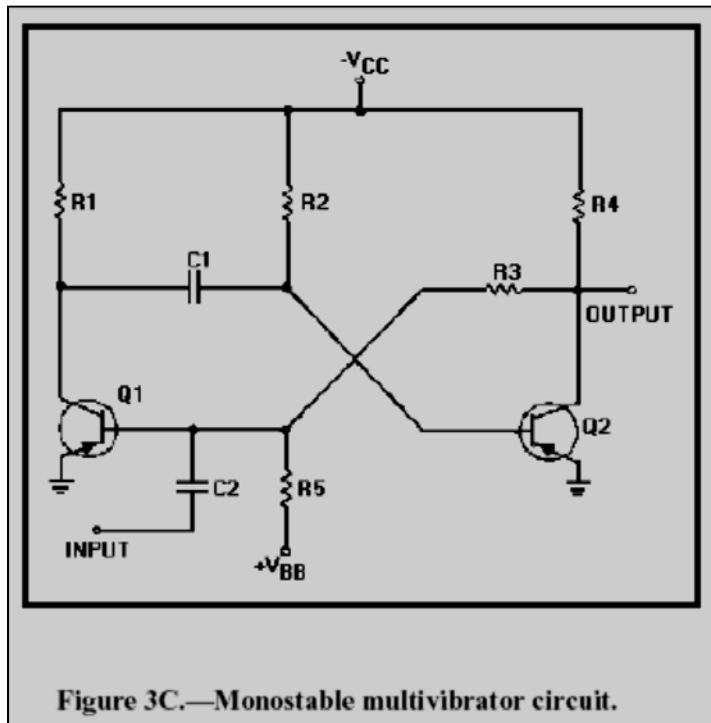 -VCC
R1
R2
R4
C1
R3
OUTPUT
Q1
Q2
C2
R5
INPUT
+VBB
Figure 3C.—Monostable multivibrator circuit.